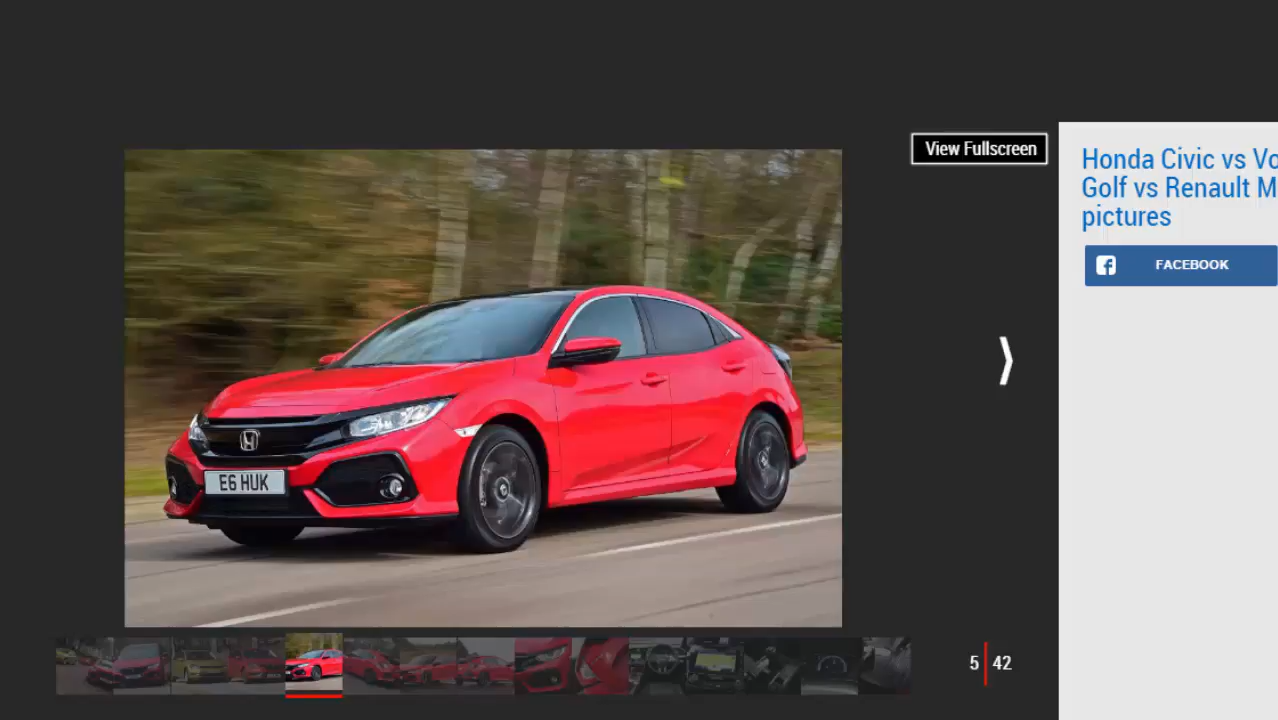 View Fullscreen
Honda Civic vs Vo
Golf vs Renault M
pictures
FACEBOOK
E6 HUK
5 42